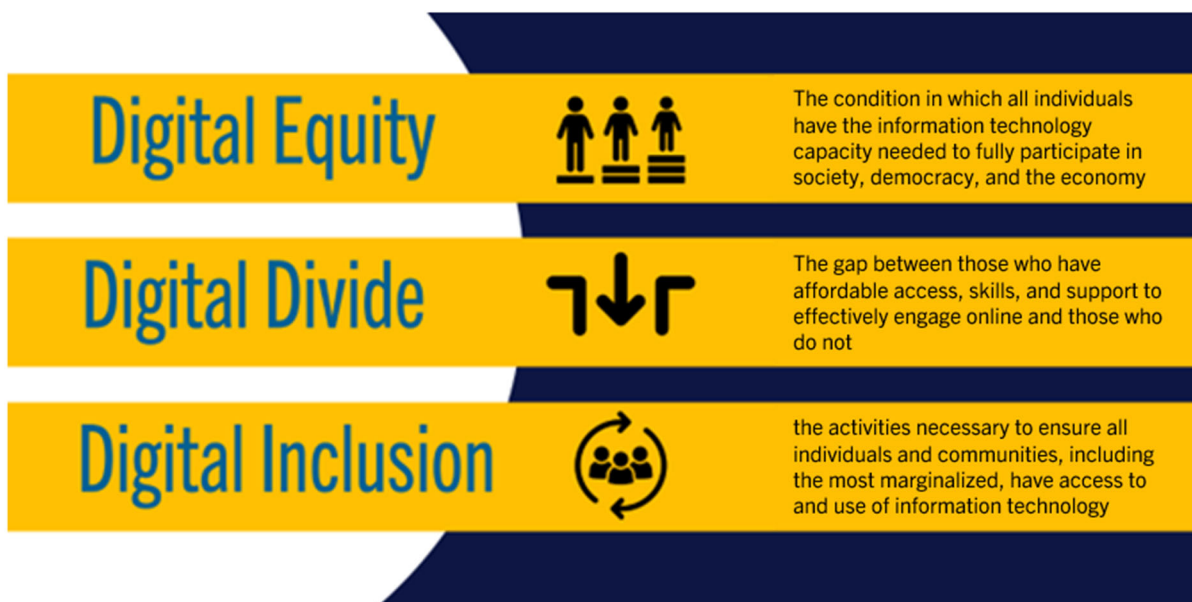 Digital Equity
The condition in which all individuals
have the information technology
capacity needed to fully participate in
society, democracy, and the economy
Digital Divide
The gap between those who have
affordable access, skills, and support to
effectively engage online and those who
do not
Digital Inclusion
the activities necessary to ensure all
individuals and communities, including
the most marginalized, have access to
and use of information technology